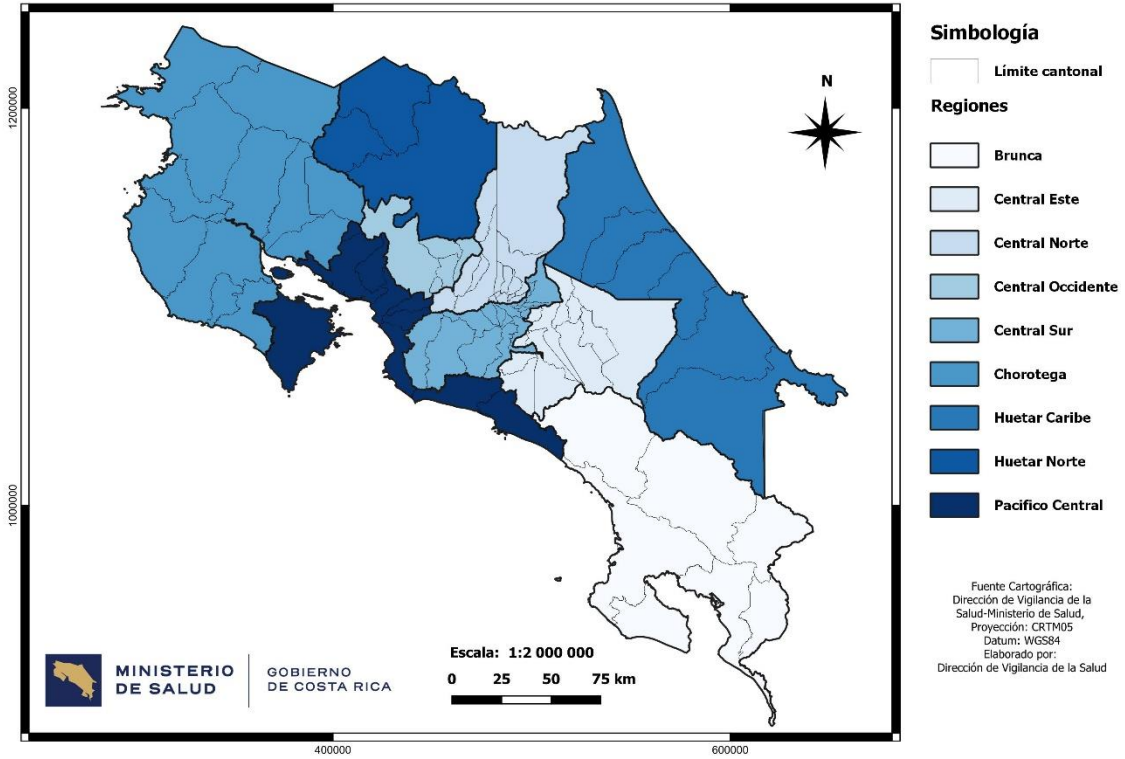 1200000
1000000
400000
600000
N
MINISTERIO
DE SALUD
GOBIERNO
DE COSTA RICA
Escala: 1:2 000 000
0 25 50 75 km
Simbología
Límite cantonal
Regiones
Brunca
Central Este
Central Norte
Central Occidente
Central Sur
Chorotega
Huetar Caribe
Huetar Norte
Pacifico Central
Fuente Cartográfica:
Dirección de Vigilancia de la
Salud-Ministerio de Salud,
Proyección: CRTM05
Datum: WGS84
Elaborado por:
Dirección de Vigilancia de la Salud